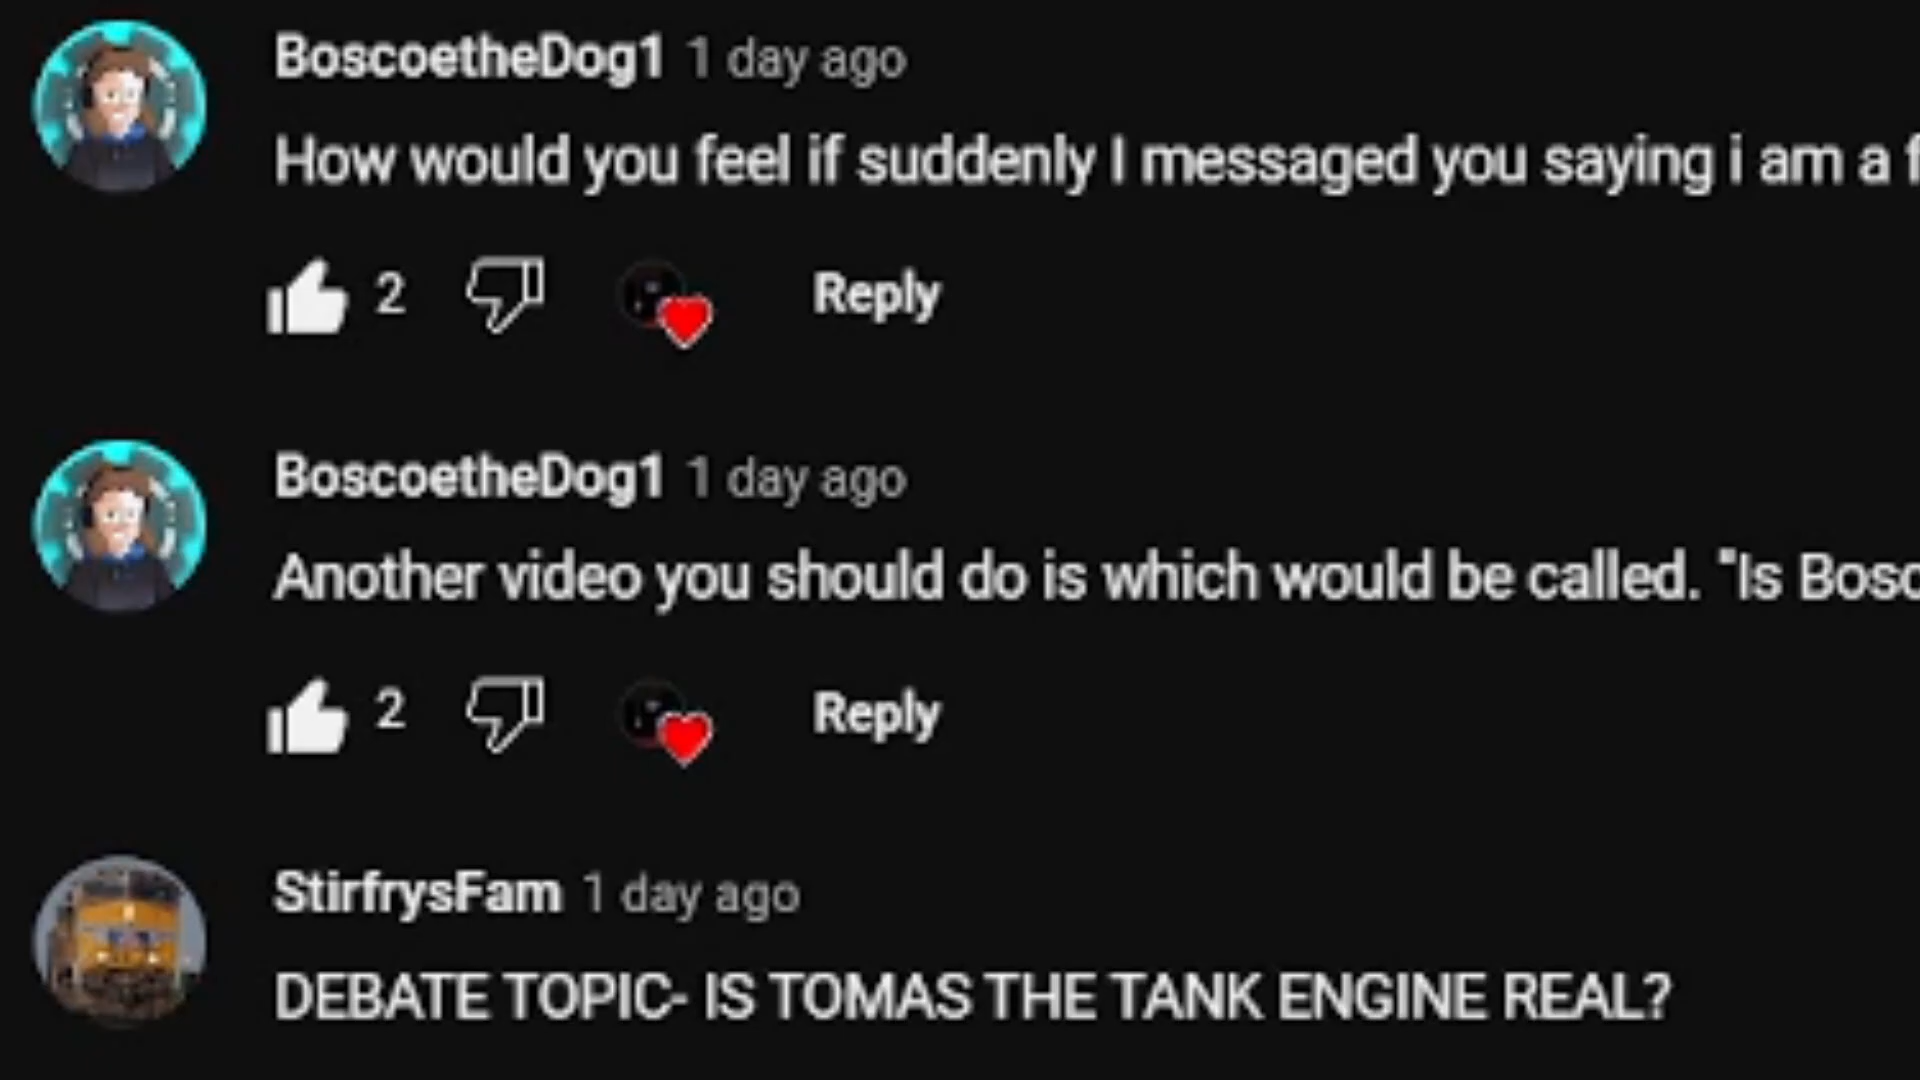 BoscoetheDog1 1 day ago
How would you feel if suddenly I messaged you saying i am a f
2 Reply
BoscoetheDog1 1 day ago
Another video you should do is which would be called. "Is Bosc
2 Reply
StirfrysFam 1 day ago
DEBATE TOPIC- IS TOMAS THE TANK ENGINE REAL?